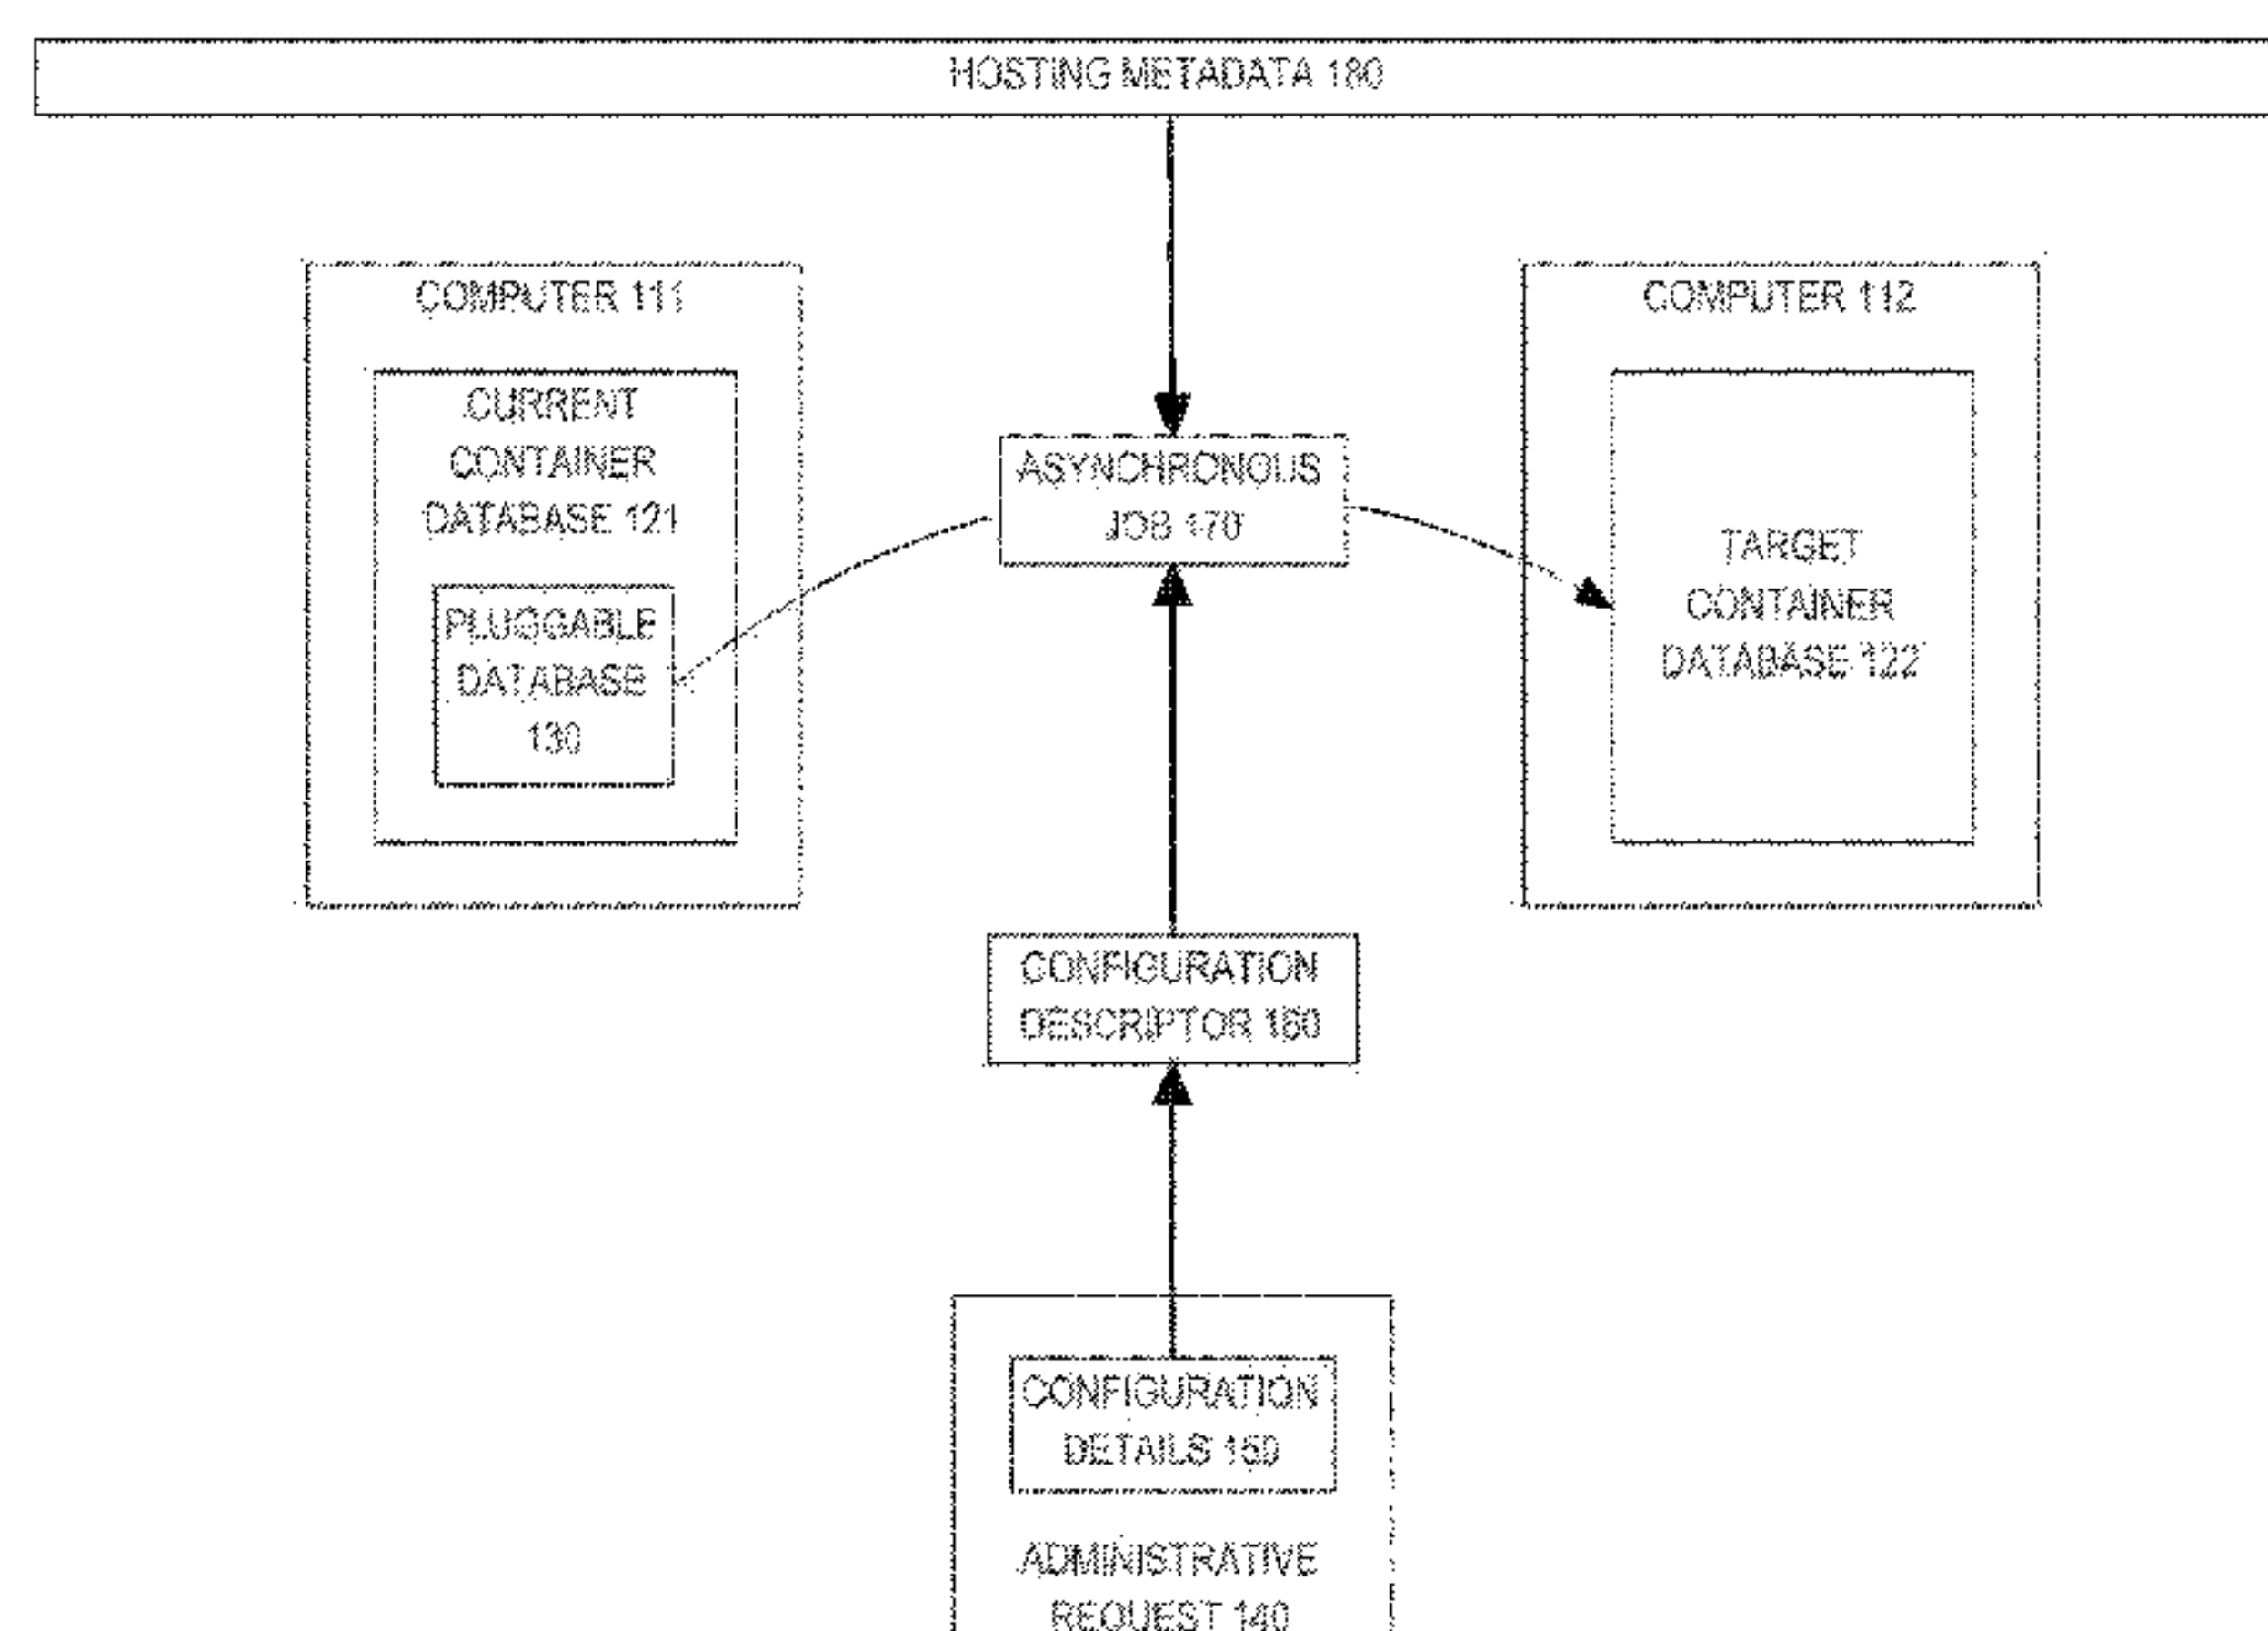 HOSTING METADATA 180
COMPUTER 111
CURRENT
CONTAINER
DATABASE 121
PLUGGABLE
DATABASE
130
ASYNCHRONOUS
JOB 170
COMPUTER 112
TARGET
CONTAINER
DATABASE 122
CONFIGURATION
DESCRIPTOR 160
CONFIGURATION
DETAILS 150
ADMINISTRATIVE
REQUEST 140